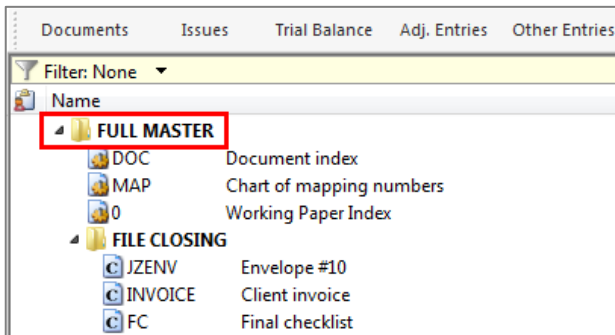 Documents Issues Trial Balance Adj. Entries Other Entries
Filter: None
Name
FULL MASTER
DOC Document index
MAP Chart of mapping numbers
0 Working Paper Index
FILE CLOSING
C JZENV Envelope #10
C INVOICE Client invoice
C FC Final checklist